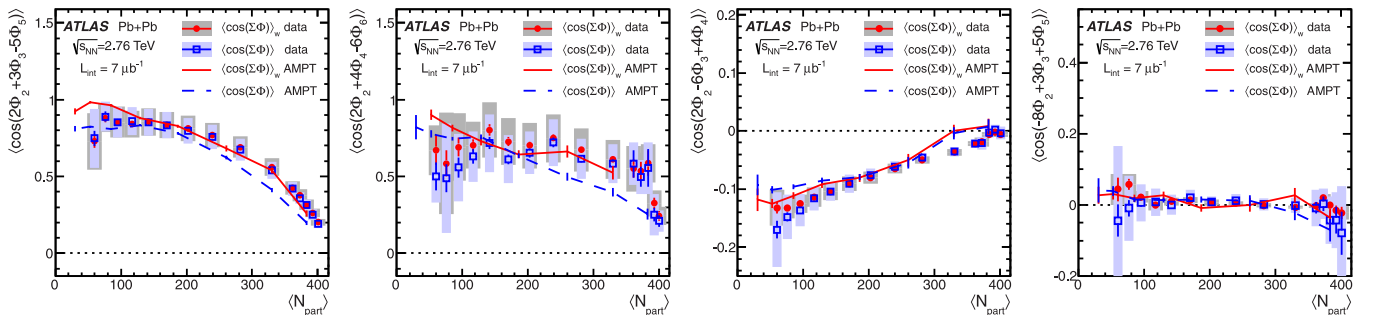 ⟨cos(2Φ2+3Φ3-5Φ5)⟩
ATLAS Pb+Pb
√sNN=2.76 TeV
Lint = 7 μb-1
⟨cos(ΣΦ)⟩w data
⟨cos(ΣΦ)⟩ data
⟨cos(ΣΦ)⟩w AMPT
⟨cos(ΣΦ)⟩ AMPT
1.5
1
0.5
0
0 100 200 300 400
⟨Npart⟩
⟨cos(2Φ2+4Φ4-6Φ6)⟩
ATLAS Pb+Pb
√sNN=2.76 TeV
Lint = 7 μb-1
⟨cos(ΣΦ)⟩w data
⟨cos(ΣΦ)⟩ data
⟨cos(ΣΦ)⟩w AMPT
⟨cos(ΣΦ)⟩ AMPT
1.5
1
0.5
0
0 100 200 300 400
⟨Npart⟩
⟨cos(2Φ2-6Φ3+4Φ4)⟩
ATLAS Pb+Pb
√sNN=2.76 TeV
Lint = 7 μb-1
⟨cos(ΣΦ)⟩w data
⟨cos(ΣΦ)⟩ data
⟨cos(ΣΦ)⟩w AMPT
⟨cos(ΣΦ)⟩ AMPT
0.2
0.1
0
-0.1
-0.2
0 100 200 300 400
⟨Npart⟩
⟨cos(-8Φ2+3Φ3+5Φ5)⟩
ATLAS Pb+Pb
√sNN=2.76 TeV
Lint = 7 μb-1
⟨cos(ΣΦ)⟩w data
⟨cos(ΣΦ)⟩ data
⟨cos(ΣΦ)⟩w AMPT
⟨cos(ΣΦ)⟩ AMPT
0.4
0.2
0
-0.2
0 100 200 300 400
⟨Npart⟩